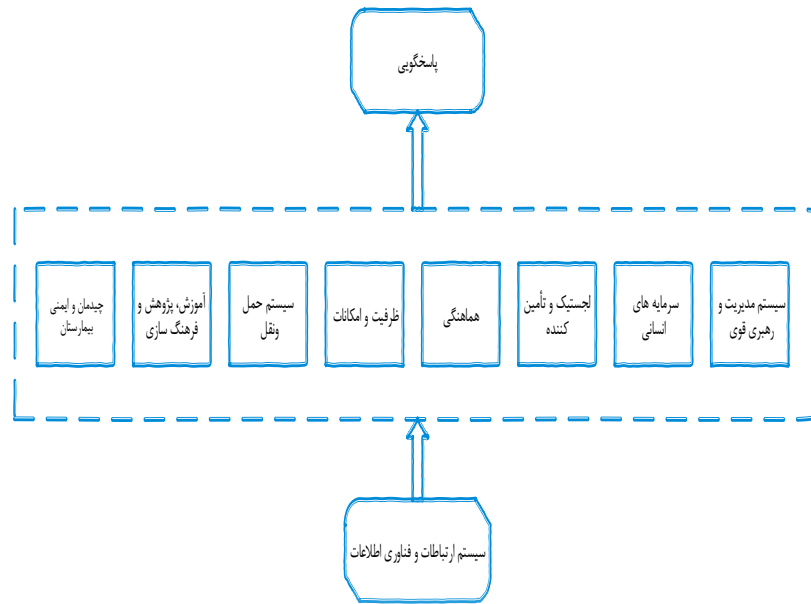 پاسخگویی
سیستم مدیریت و
رهبری قوی
سرمایه های
انسانی
لجستیک و تأمین
کننده
هماهنگی
ظرفیت و امکانات
سیستم حمل
ونقل
آموزش، پژوهش و
فرهنگ سازی
چیدمان و ایمنی
بیمارستان
سیستم ارتباطات و فناوری اطلاعات